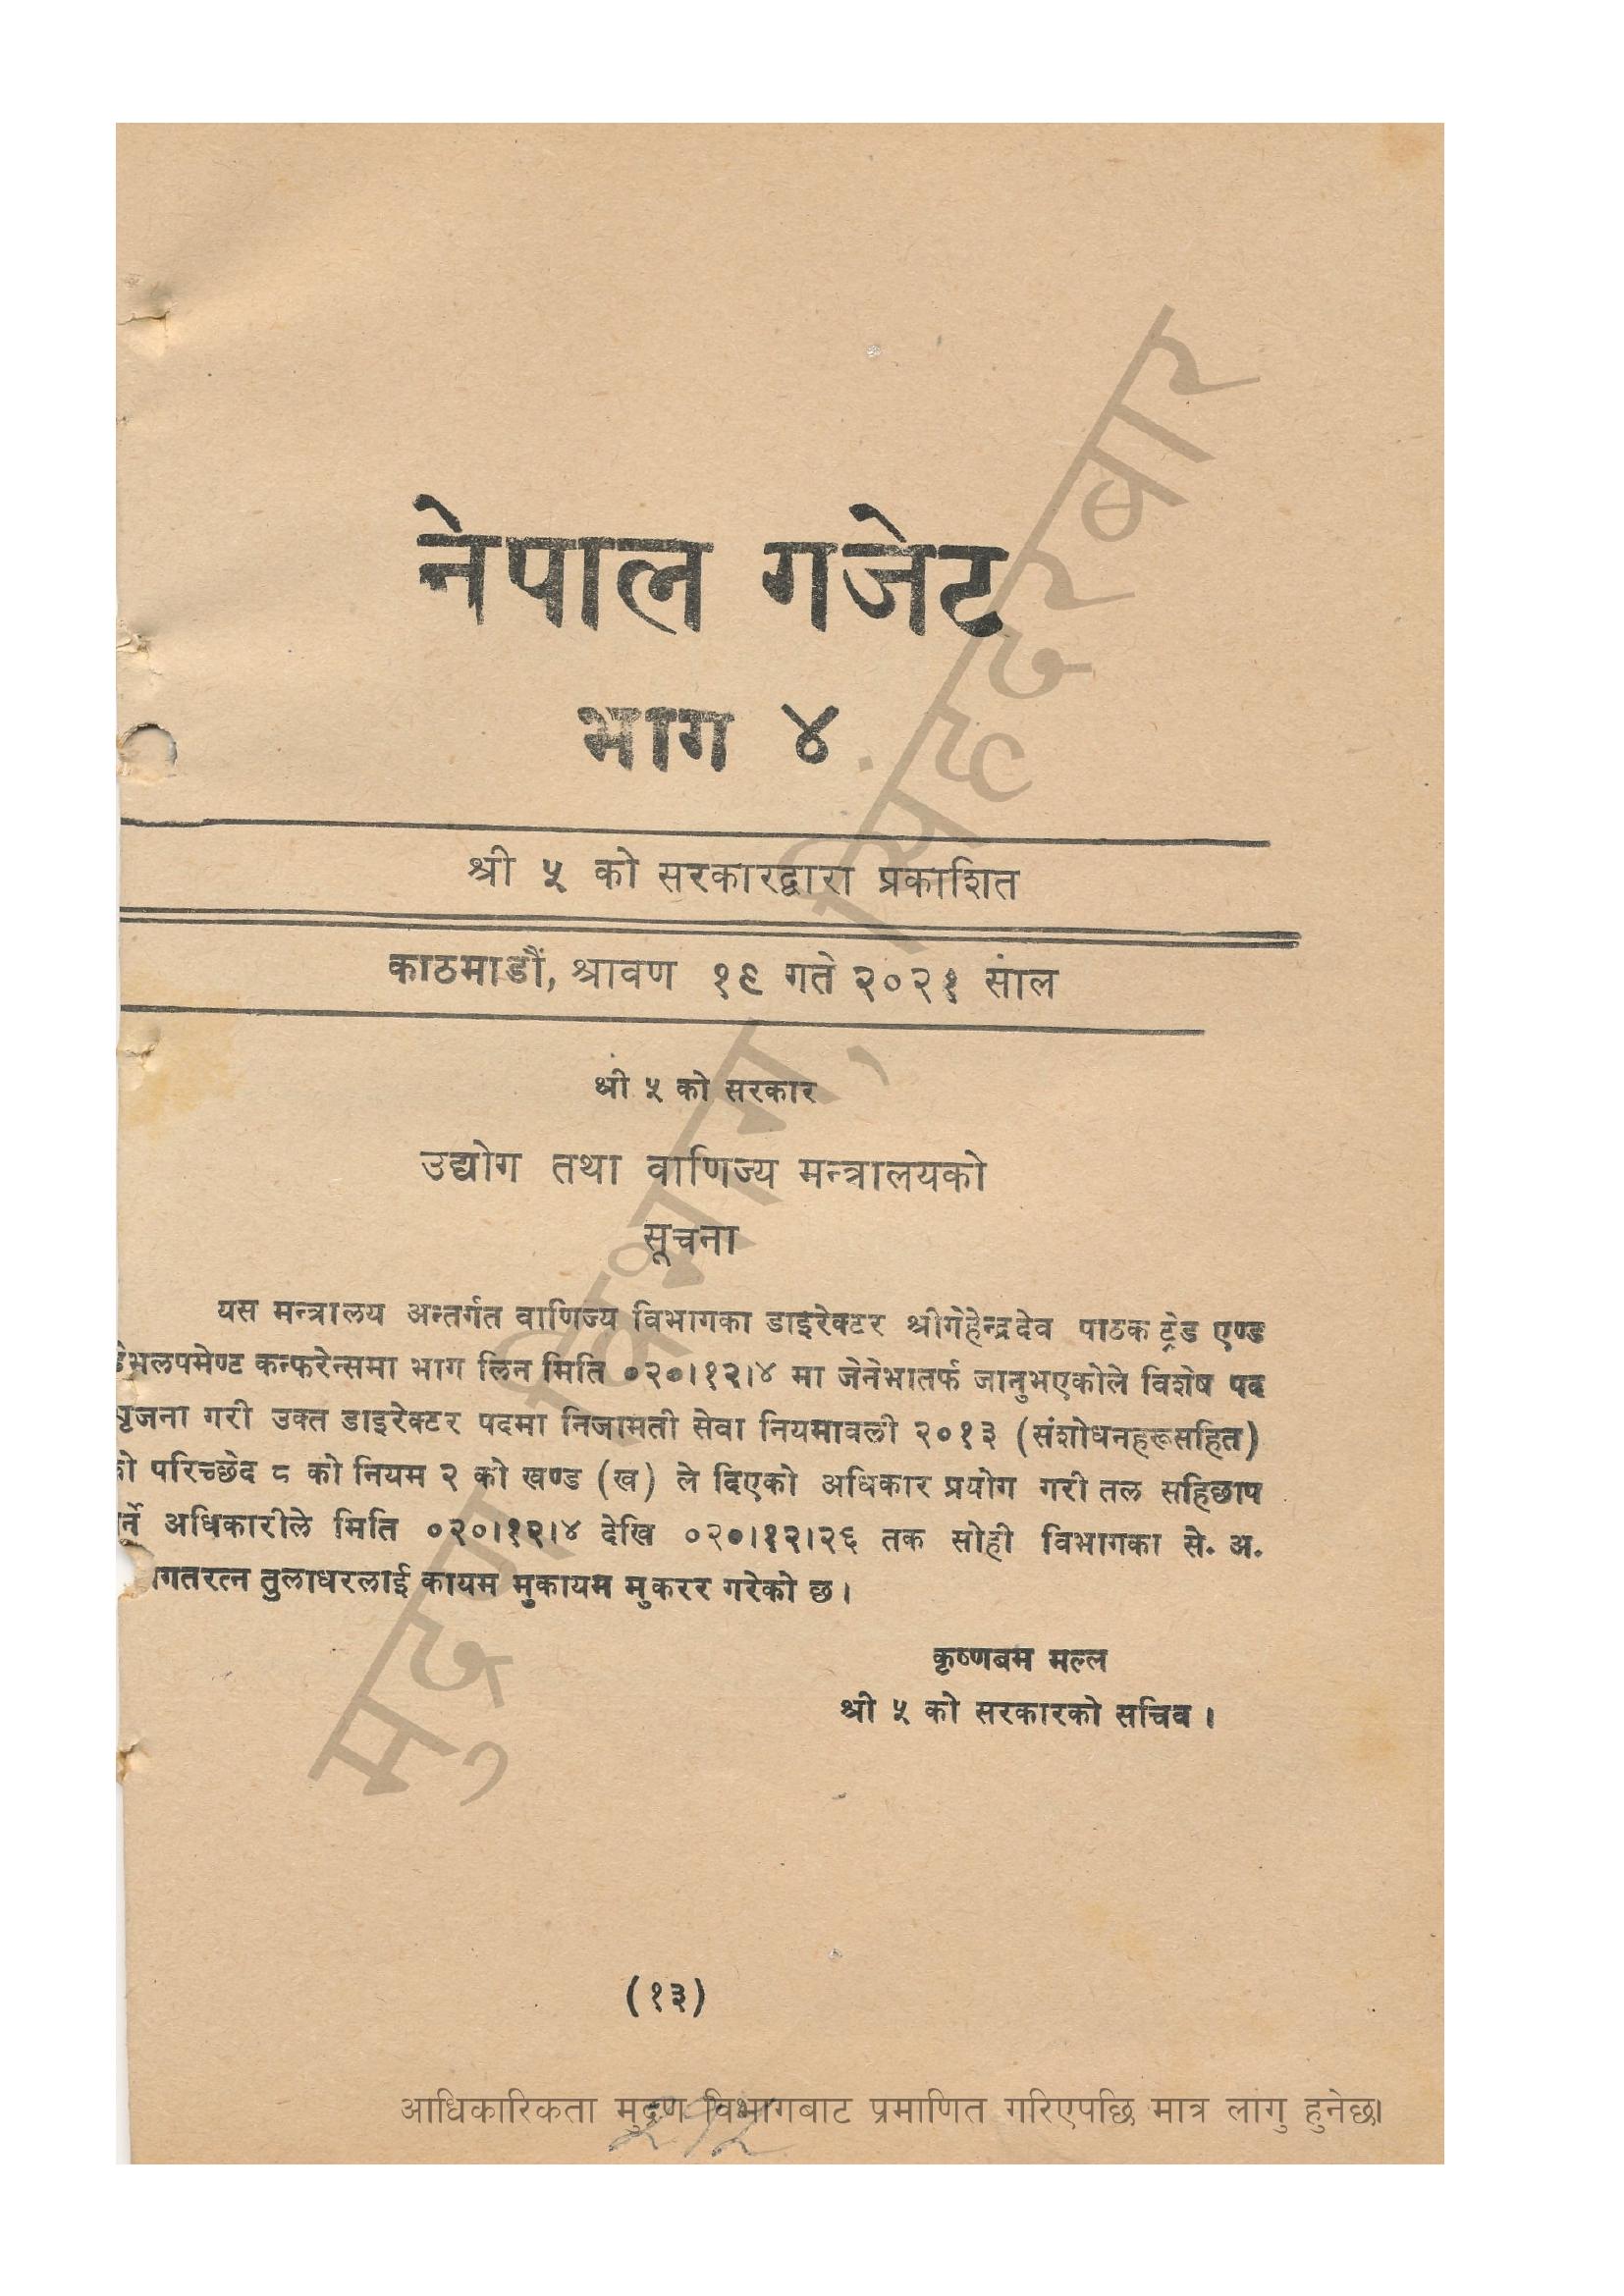 नेपाल गजेट
भाग ४
श्री ५ को सरकारद्वारा प्रकाशित
काठमाडौं, श्रावण १९ गते २०२१ साल
श्री ५ को सरकार
उद्योग तथा वाणिज्य मन्त्रालयको
सूचना
यस मन्त्रालय अन्तर्गत वाणिज्य विभागका डाइरेक्टर श्रीगेहेन्द्रदेव पाठक ट्रेड एण्ड
डेभलपमेण्ट कन्फरेन्समा भाग लिन मिति ०२०।१२।४ मा जेनेभातर्फ जानुभएकोले विशेष पद
सृजना गरी उक्त डाइरेक्टर पदमा निजामती सेवा नियमावली २०१३ (संशोधनहरूसहित)
को परिच्छेद ८ को नियम २ को खण्ड (ख) ले दिएको अधिकार प्रयोग गरी तल सहिछाप
अधिकारीले मिति ०२०।१२।४ देखि ०२०।१२।२६ तक सोही विभागका से. अ.
तुलाधरलाई कायम मुकायम मुकरर गरेको छ।
कृष्णबम मल्ल
श्री ५ को सरकारको सचिव।
(१३)
आधिकारिकता मुद्रण विभागबाट प्रमाणित गरिएपछि मात्र लागु हुनेछ।
मुद्रण विभाग, सिंहदरबार